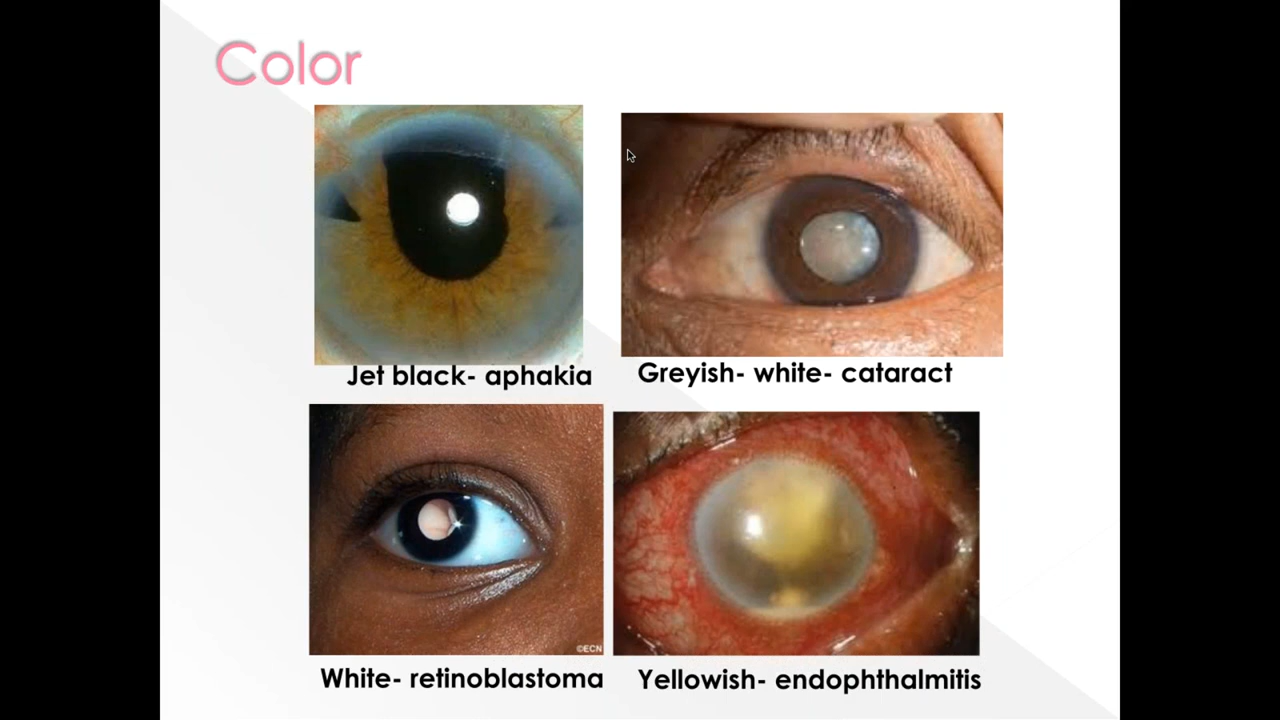 Color
Jet black- aphakia
Greyish- white- cataract
©ECN
White- retinoblastoma
Yellowish- endophthalmitis